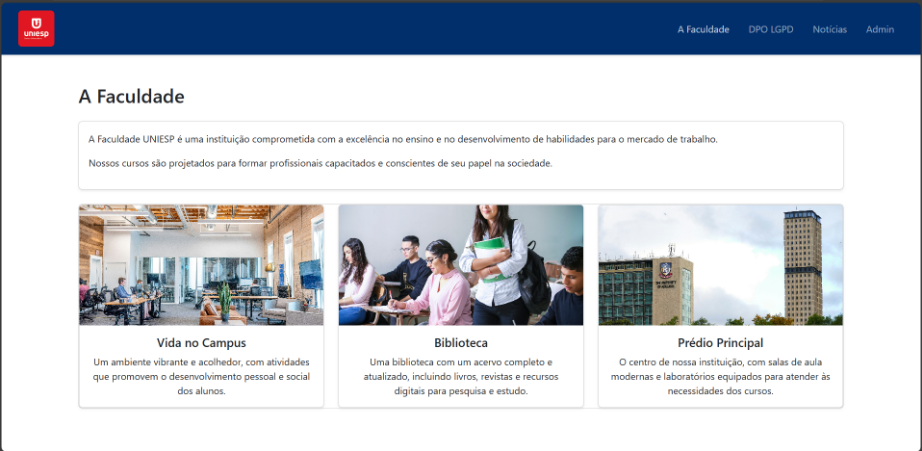 uniesp
A Faculdade
DPO LGPD
Notícias
Admin
A Faculdade
A Faculdade UNIESP é uma instituição comprometida com a excelência no ensino e no desenvolvimento de habilidades para o mercado de trabalho.
Nossos cursos são projetados para formar profissionais capacitados e conscientes de seu papel na sociedade.
Vida no Campus
Um ambiente vibrante e acolhedor, com atividades
que promovem o desenvolvimento pessoal e social
dos alunos.
Biblioteca
Uma biblioteca com um acervo completo e
atualizado, incluindo livros, revistas e recursos
digitais para pesquisa e estudo.
Prédio Principal
O centro de nossa instituição, com salas de aula
modernas e laboratórios equipados para atender às
necessidades dos cursos.